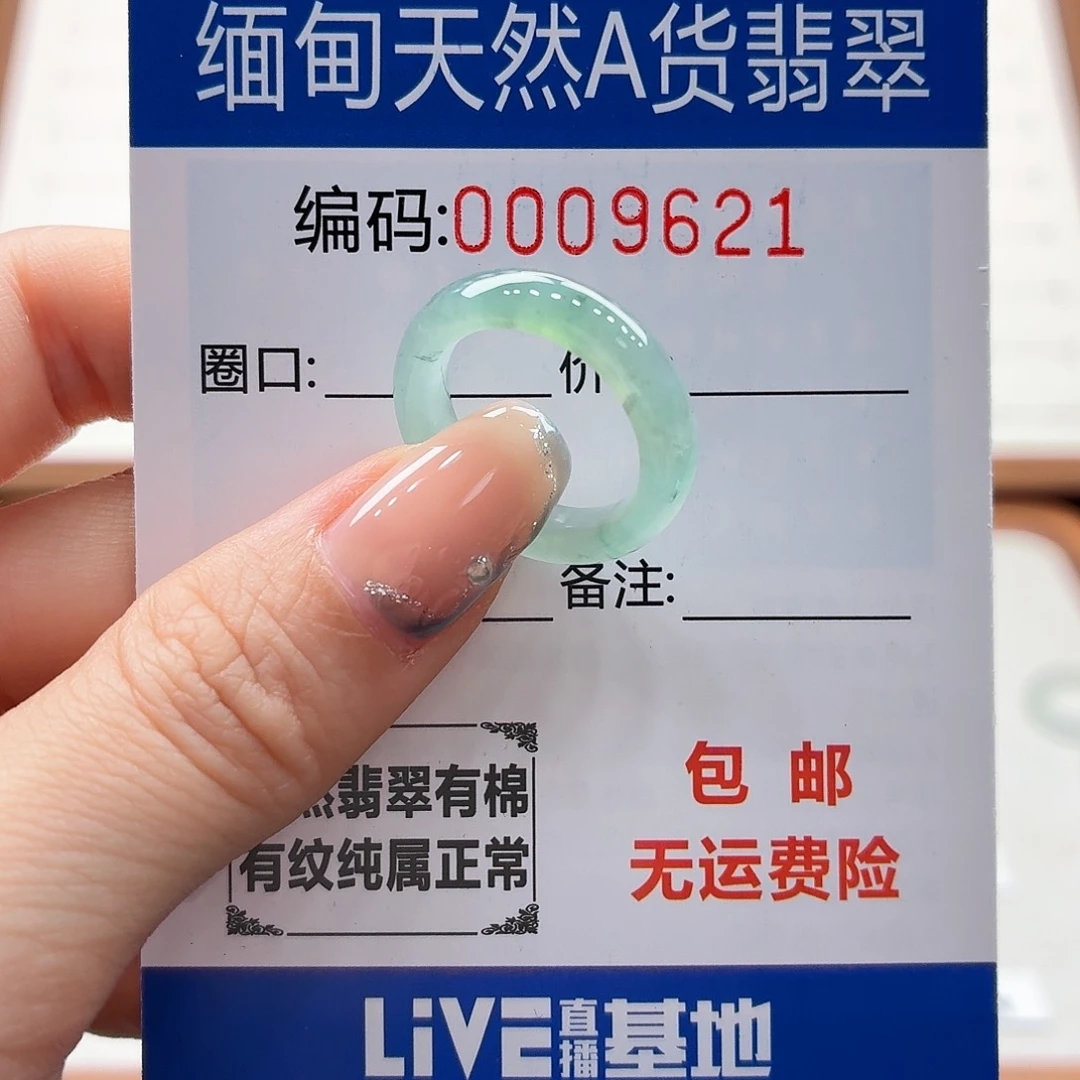 缅甸天然A货翡翠
编码:0009621
圈口: 价
备注:
然翡翠有棉
有纹纯属正常
包邮
无运费险
LiVE直播基地